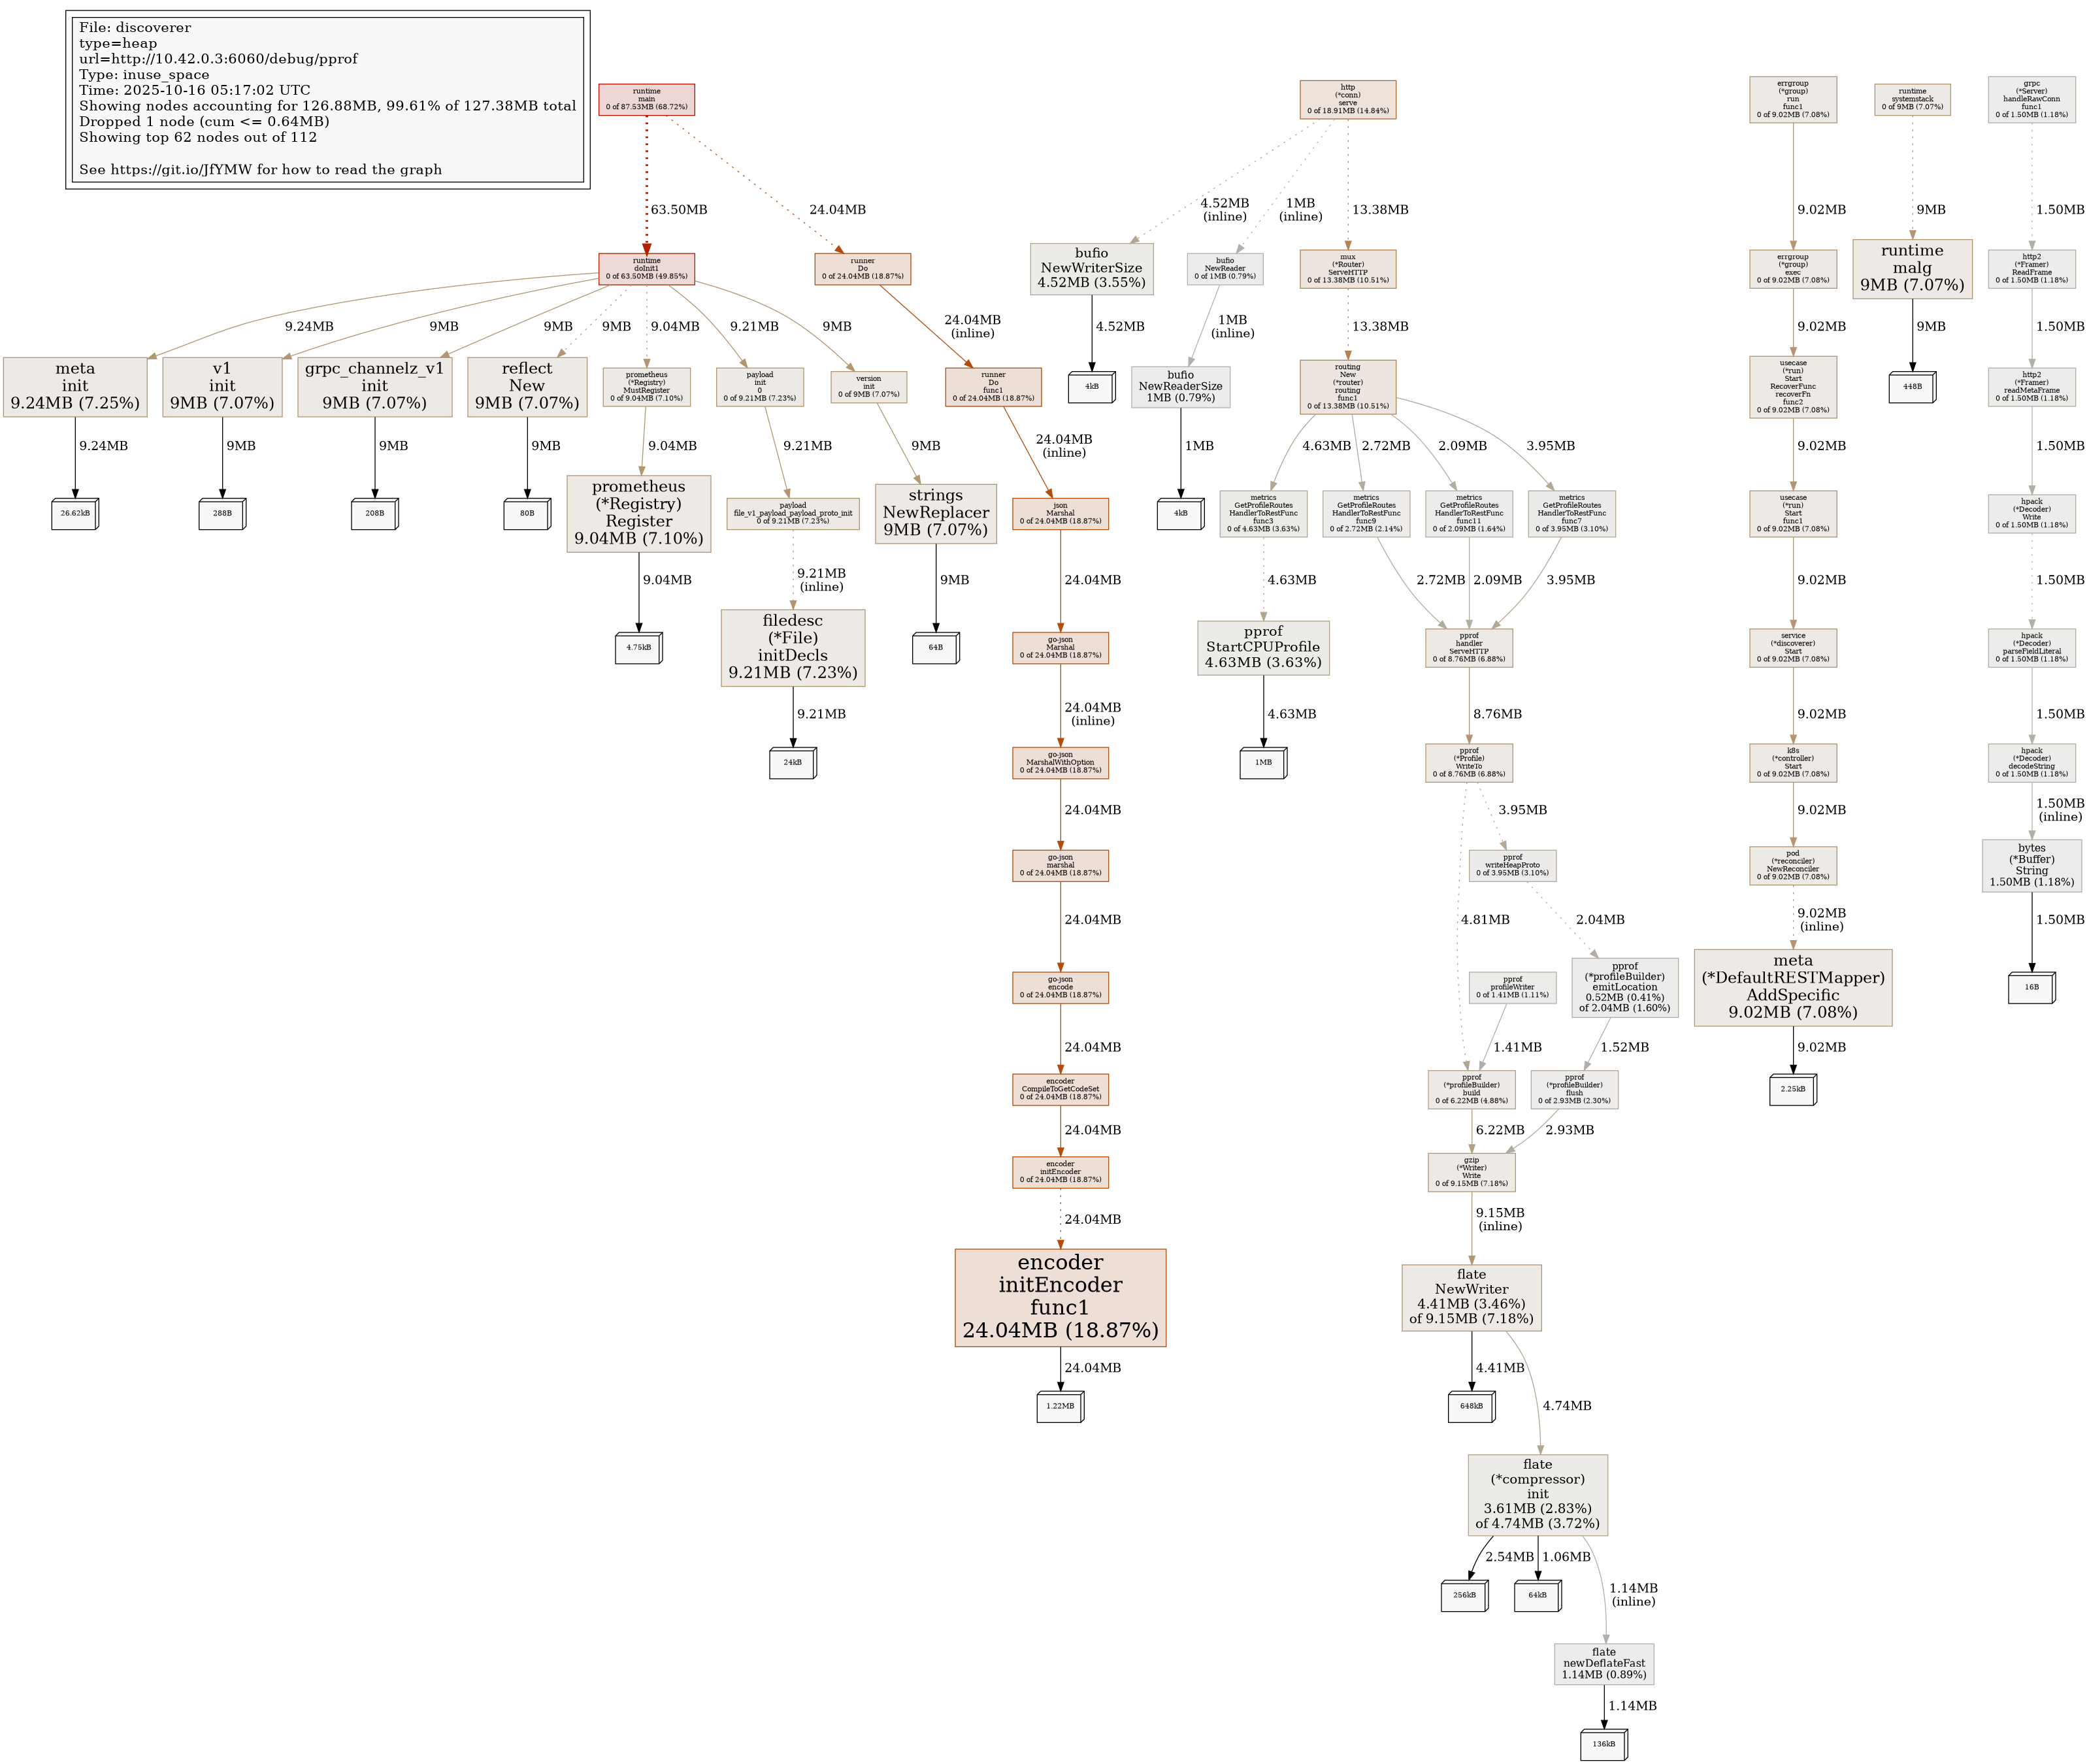 File: discoverer
type=heap
url=http://10.42.0.3:6060/debug/pprof
Type: inuse_space
Time: 2025-10-16 05:17:02 UTC
Showing nodes accounting for 126.88MB, 99.61% of 127.38MB total
Dropped 1 node (cum <= 0.64MB)
Showing top 62 nodes out of 112
See https://git.io/JfYMW for how to read the graph
runtime
main
0 of 87.53MB (68.72%)
63.50MB
24.04MB
runtime
doInit1
0 of 63.50MB (49.85%)
runner
Do
0 of 24.04MB (18.87%)
9.24MB
9MB
9MB
9MB
9.04MB
9.21MB
9MB
24.04MB
(inline)
meta
init
9.24MB (7.25%)
9.24MB
26.62kB
v1
init
9MB (7.07%)
9MB
288B
grpc_channelz_v1
init
9MB (7.07%)
9MB
208B
reflect
New
9MB (7.07%)
9MB
80B
prometheus
(*Registry)
MustRegister
0 of 9.04MB (7.10%)
9.04MB
prometheus
(*Registry)
Register
9.04MB (7.10%)
9.04MB
4.75kB
payload
init
0
0 of 9.21MB (7.23%)
9.21MB
payload
file_v1_payload_payload_proto_init
0 of 9.21MB (7.23%)
9.21MB
(inline)
filedesc
(*File)
initDecls
9.21MB (7.23%)
9.21MB
24kB
version
init
0 of 9MB (7.07%)
9MB
strings
NewReplacer
9MB (7.07%)
9MB
64B
runner
Do
func1
0 of 24.04MB (18.87%)
24.04MB
(inline)
json
Marshal
0 of 24.04MB (18.87%)
24.04MB
go-json
Marshal
0 of 24.04MB (18.87%)
24.04MB
(inline)
go-json
MarshalWithOption
0 of 24.04MB (18.87%)
24.04MB
go-json
marshal
0 of 24.04MB (18.87%)
24.04MB
go-json
encode
0 of 24.04MB (18.87%)
24.04MB
encoder
CompileToGetCodeSet
0 of 24.04MB (18.87%)
24.04MB
encoder
initEncoder
0 of 24.04MB (18.87%)
24.04MB
encoder
initEncoder
func1
24.04MB (18.87%)
24.04MB
1.22MB
http
(*conn)
serve
0 of 18.91MB (14.84%)
4.52MB
(inline)
1MB
(inline)
13.38MB
bufio
NewWriterSize
4.52MB (3.55%)
4.52MB
4kB
bufio
NewReader
0 of 1MB (0.79%)
1MB
(inline)
bufio
NewReaderSize
1MB (0.79%)
1MB
4kB
mux
(*Router)
ServeHTTP
0 of 13.38MB (10.51%)
13.38MB
routing
New
(*router)
routing
func1
0 of 13.38MB (10.51%)
4.63MB
2.72MB
2.09MB
3.95MB
metrics
GetProfileRoutes
HandlerToRestFunc
func3
0 of 4.63MB (3.63%)
metrics
GetProfileRoutes
HandlerToRestFunc
func9
0 of 2.72MB (2.14%)
metrics
GetProfileRoutes
HandlerToRestFunc
func11
0 of 2.09MB (1.64%)
metrics
GetProfileRoutes
HandlerToRestFunc
func7
0 of 3.95MB (3.10%)
4.63MB
2.72MB
2.09MB
3.95MB
pprof
StartCPUProfile
4.63MB (3.63%)
4.63MB
1MB
pprof
handler
ServeHTTP
0 of 8.76MB (6.88%)
8.76MB
pprof
(*Profile)
WriteTo
0 of 8.76MB (6.88%)
3.95MB
4.81MB
pprof
writeHeapProto
0 of 3.95MB (3.10%)
2.04MB
pprof
profileWriter
0 of 1.41MB (1.11%)
1.41MB
pprof
(*profileBuilder)
emitLocation
0.52MB (0.41%)
of 2.04MB (1.60%)
1.52MB
pprof
(*profileBuilder)
build
0 of 6.22MB (4.88%)
6.22MB
pprof
(*profileBuilder)
flush
0 of 2.93MB (2.30%)
2.93MB
gzip
(*Writer)
Write
0 of 9.15MB (7.18%)
9.15MB
(inline)
flate
NewWriter
4.41MB (3.46%)
of 9.15MB (7.18%)
4.41MB
648kB
4.74MB
flate
(*compressor)
init
3.61MB (2.83%)
of 4.74MB (3.72%)
2.54MB
1.06MB
1.14MB
(inline)
256kB
64kB
flate
newDeflateFast
1.14MB (0.89%)
1.14MB
136kB
errgroup
(*group)
run
func1
0 of 9.02MB (7.08%)
9.02MB
errgroup
(*group)
exec
0 of 9.02MB (7.08%)
9.02MB
usecase
(*run)
Start
RecoverFunc
recoverFn
func2
0 of 9.02MB (7.08%)
9.02MB
usecase
(*run)
Start
func1
0 of 9.02MB (7.08%)
9.02MB
service
(*discoverer)
Start
0 of 9.02MB (7.08%)
9.02MB
k8s
(*controller)
Start
0 of 9.02MB (7.08%)
9.02MB
pod
(*reconciler)
NewReconciler
0 of 9.02MB (7.08%)
9.02MB
(inline)
meta
(*DefaultRESTMapper)
AddSpecific
9.02MB (7.08%)
9.02MB
2.25kB
runtime
systemstack
0 of 9MB (7.07%)
9MB
runtime
malg
9MB (7.07%)
9MB
448B
grpc
(*Server)
handleRawConn
func1
0 of 1.50MB (1.18%)
1.50MB
http2
(*Framer)
ReadFrame
0 of 1.50MB (1.18%)
1.50MB
http2
(*Framer)
readMetaFrame
0 of 1.50MB (1.18%)
1.50MB
hpack
(*Decoder)
Write
0 of 1.50MB (1.18%)
1.50MB
hpack
(*Decoder)
parseFieldLiteral
0 of 1.50MB (1.18%)
1.50MB
hpack
(*Decoder)
decodeString
0 of 1.50MB (1.18%)
1.50MB
(inline)
bytes
(*Buffer)
String
1.50MB (1.18%)
1.50MB
16B